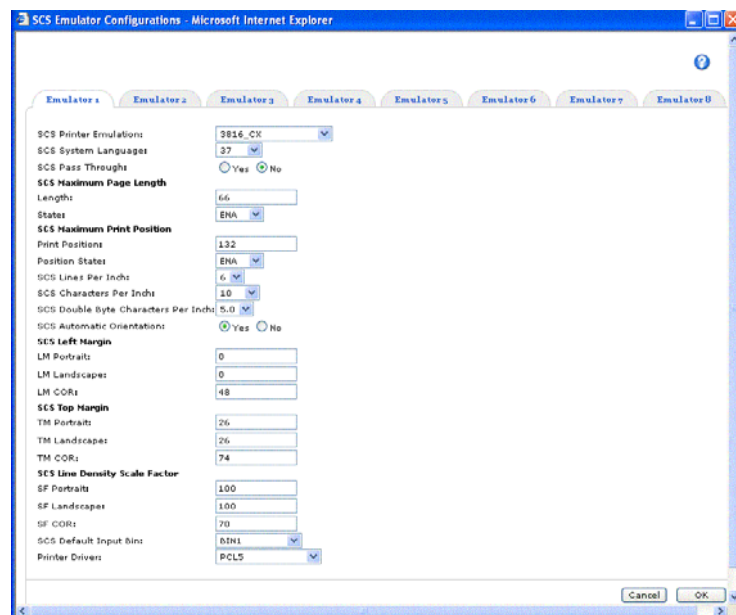 SCS Emulator Configurations - Microsoft Internet Explorer
?
Emulator 1 Emulator 2 Emulator 3 Emulator 4 Emulator 5 Emulator 6 Emulator 7 Emulator 8
SCS Printer Emulation: 3816_CX
SCS System Language: 37
SCS Pass Through: Yes No
SCS Maximum Page Length
Length: 66
State: ENA
SCS Maximum Print Position
Print Position: 132
Position State: ENA
SCS Lines Per Inch: 6
SCS Characters Per Inch: 10
SCS Double Byte Characters Per Inch: 5.0
SCS Automatic Orientation: Yes No
SCS Left Margin
LM Portrait: 0
LM Landscape: 0
LM COR: 48
SCS Top Margin
TM Portrait: 26
TM Landscape: 26
TM COR: 74
SCS Line Density Scale Factor
SF Portrait: 100
SF Landscape: 100
SF COR: 70
SCS Default Input Bin: BIN1
Printer Driver: PCL5
Cancel OK